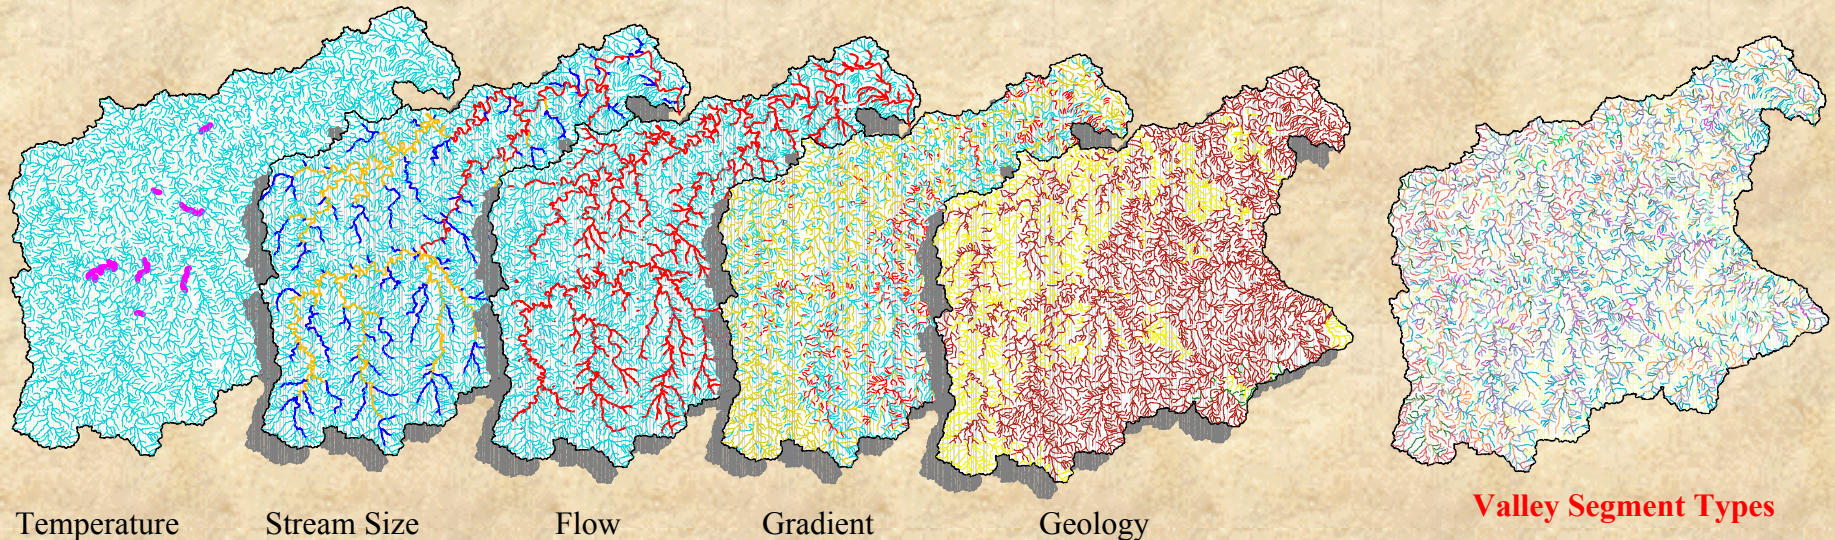 Temperature
Stream Size
Flow
Gradient
Geology
Valley Segment Types